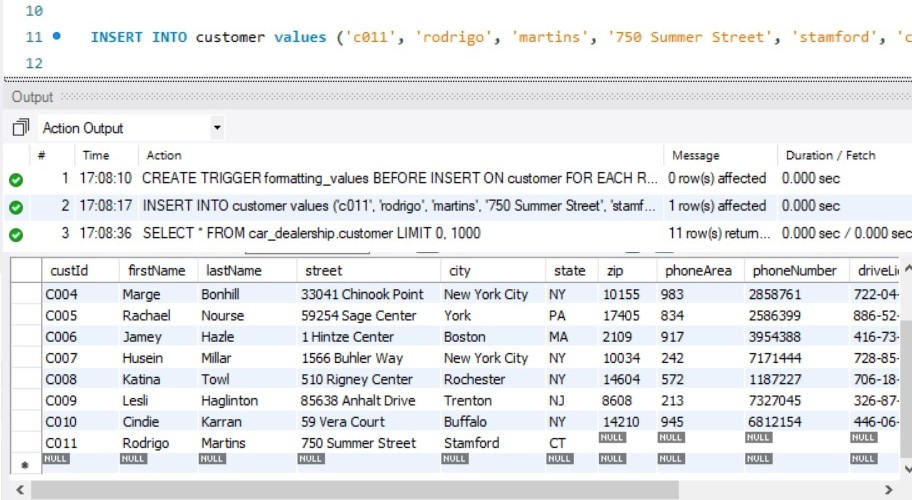 10
11 INSERT INTO customer values ('c011', 'rodrigo', 'martins', '750 Summer Street', 'stamford', 'c
12
Output
Action Output
# Time Action Message Duration / Fetch
1 17:08:10 CREATE TRIGGER formatting_values BEFORE INSERT ON customer FOR EACH R... 0 row(s) affected 0.000 sec
2 17:08:17 INSERT INTO customer values ('c011', 'rodrigo', 'martins', '750 Summer Street', 'stamf... 1 row(s) affected 0.000 sec
3 17:08:36 SELECT * FROM car_dealership.customer LIMIT 0, 1000 11 row(s) return... 0.000 sec / 0.000 sec
custId firstName lastName street city state zip phoneArea phoneNumber driveLi
C004 Marge Bonhill 33041 Chinook Point New York City NY 10155 983 2858761 722-04-
C005 Rachael Nourse 59254 Sage Center York PA 17405 834 2586399 886-52-
C006 Jamey Hazle 1 Hintze Center Boston MA 2109 917 3954388 416-73-
C007 Husein Millar 1566 Buhler Way New York City NY 10034 242 7171444 728-85-
C008 Katina Towl 510 Rigney Center Rochester NY 14604 572 1187227 706-18-
C009 Lesli Haglinton 85638 Anhalt Drive Trenton NJ 8608 213 7327045 326-87-
C010 Cindie Karran 59 Vera Court Buffalo NY 14210 945 6812154 446-06-
C011 Rodrigo Martins 750 Summer Street Stamford CT NULL NULL NULL NULL
NULL NULL NULL NULL NULL NULL NULL NULL NULL NULL